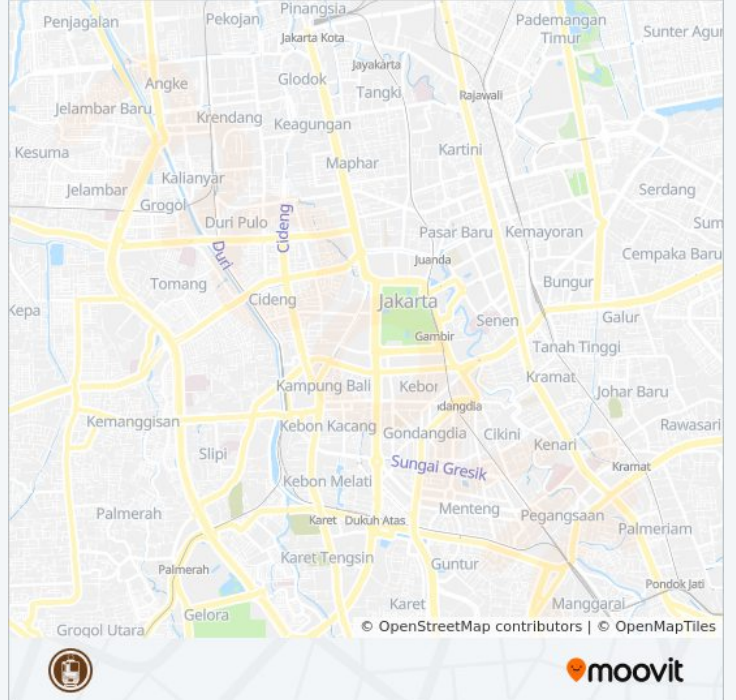 Pinangsia
Penjagalan
Pekojan
Pademangan
Timur
Sunter Agur
Jakarta Kota
Jayakarta
Angke
Glodok
Tangki
Rajawali
Jelambar Baru
Krendang
Keagungan
Kesuma
Maphar
Kartini
Jelambar
Kalianyar
Serdang
Grogol
Duri Pulo
Cideng
Duri
Pasar Baru
Kemayoran
Sum
Juanda
Cempaka Baru
Tomang
Bungur
Cideng
Jakarta
Kepa
Senen
Galur
Gambir
Tanah Tinggi
Kramat
Kampung Bali
Kebor
Johar Baru
idangdia
Kemanggisan
Kebon Kacang
Gondangdia
Cikini
Rawasari
Kenari
Slipi
Sungai Gresik
Kramat
Kebon Melati
Palmerah
Menteng
Pegangsaan
Karet
Dukuh Atas
Palmeriam
Karet Tengsin
Guntur
Palmerah
Pondok Jati
Karet
Manggarai
Gelora
Grogol Utara
© OpenStreetMap contributors | © OpenMapTiles
moovit